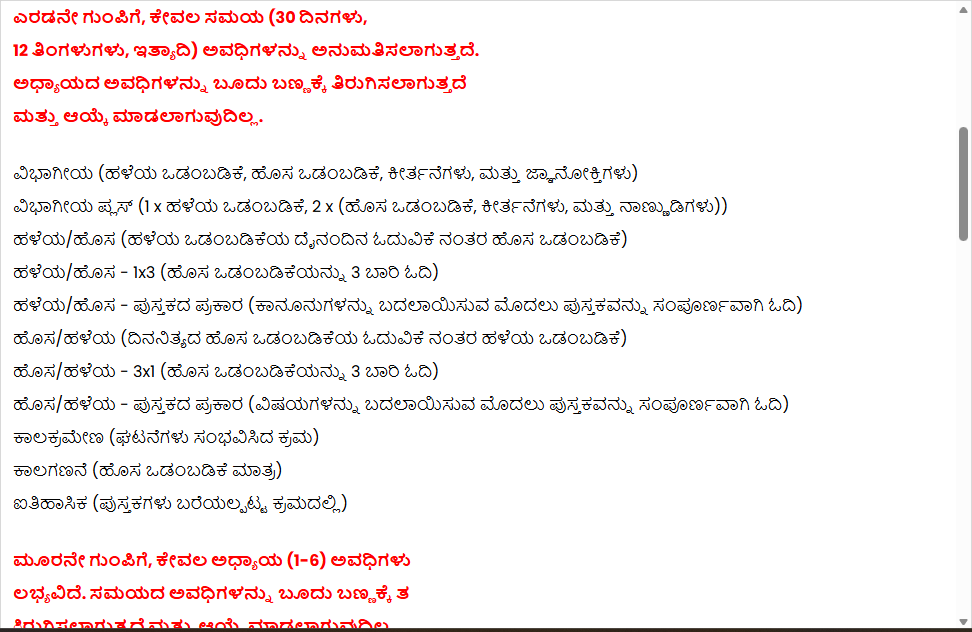 ಎರಡನೇ ಗುಂಪಿಗೆ, ಕೇವಲ ಸಮಯ (30 ದಿನಗಳು,
12 ತಿಂಗಳುಗಳು, ಇತ್ಯಾದಿ) ಅವಧಿಗಳನ್ನು ಅನುಮತಿಸಲಾಗುತ್ತದೆ.
ಅಧ್ಯಾಯದ ಅವಧಿಗಳನ್ನು ಬೂದು ಬಣ್ಣಕ್ಕೆ ತಿರುಗಿಸಲಾಗುತ್ತದೆ
ಮತ್ತು ಆಯ್ಕೆ ಮಾಡಲಾಗುವುದಿಲ್ಲ.
ವಿಭಾಗೀಯ (ಹಳೆಯ ಒಡಂಬಡಿಕೆ, ಹೊಸ ಒಡಂಬಡಿಕೆ, ಕೀರ್ತನೆಗಳು, ಮತ್ತು ಜ್ಞಾನೋಕ್ತಿಗಳು)
ವಿಭಾಗೀಯ ಪ್ಲಸ್ (1 x ಹಳೆಯ ಒಡಂಬಡಿಕೆ, 2 x (ಹೊಸ ಒಡಂಬಡಿಕೆ, ಕೀರ್ತನೆಗಳು, ಮತ್ತು ನಾಣ್ಣುಡಿಗಳು))
ಹಳೆಯ/ಹೊಸ (ಹಳೆಯ ಒಡಂಬಡಿಕೆಯ ದೈನಂದಿನ ಓದುವಿಕೆ ನಂತರ ಹೊಸ ಒಡಂಬಡಿಕೆ)
ಹಳೆಯ/ಹೊಸ - 1x3 (ಹೊಸ ಒಡಂಬಡಿಕೆಯನ್ನು 3 ಬಾರಿ ಓದಿ)
ಹಳೆಯ/ಹೊಸ - ಪುಸ್ತಕದ ಪ್ರಕಾರ (ಕಾನೂನುಗಳನ್ನು ಬದಲಾಯಿಸುವ ಮೊದಲು ಪುಸ್ತಕವನ್ನು ಸಂಪೂರ್ಣವಾಗಿ ಓದಿ)
ಹೊಸ/ಹಳೆಯ (ದಿನನಿತ್ಯದ ಹೊಸ ಒಡಂಬಡಿಕೆಯ ಓದುವಿಕೆ ನಂತರ ಹಳೆಯ ಒಡಂಬಡಿಕೆ)
ಹೊಸ/ಹಳೆಯ - 3x1 (ಹೊಸ ಒಡಂಬಡಿಕೆಯನ್ನು 3 ಬಾರಿ ಓದಿ)
ಹೊಸ/ಹಳೆಯ - ಪುಸ್ತಕದ ಪ್ರಕಾರ (ವಿಷಯಗಳನ್ನು ಬದಲಾಯಿಸುವ ಮೊದಲು ಪುಸ್ತಕವನ್ನು ಸಂಪೂರ್ಣವಾಗಿ ಓದಿ)
ಕಾಲಕ್ರಮೇಣ (ಘಟನೆಗಳು ಸಂಭವಿಸಿದ ಕ್ರಮ)
ಕಾಲಗಣನೆ (ಹೊಸ ಒಡಂಬಡಿಕೆ ಮಾತ್ರ)
ಐತಿಹಾಸಿಕ (ಪುಸ್ತಕಗಳು ಬರೆಯಲ್ಪಟ್ಟ ಕ್ರಮದಲ್ಲಿ)
ಮೂರನೇ ಗುಂಪಿಗೆ, ಕೇವಲ ಅಧ್ಯಾಯ (1-6) ಅವಧಿಗಳು
ಲಭ್ಯವಿದೆ. ಸಮಯದ ಅವಧಿಗಳನ್ನು ಬೂದು ಬಣ್ಣಕ್ಕೆ ತ
ಿರುಗಿಸಲಾಗುತ್ತದೆ ಮತ್ತು ಆಯ್ಕೆ ಮಾಡಲಾಗುವುದಿಲ್ಲ